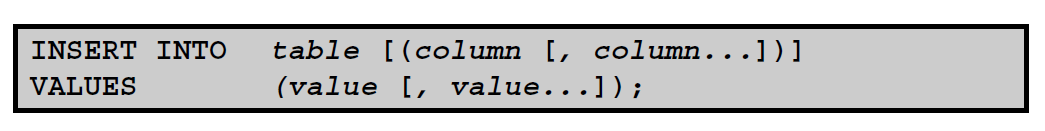 INSERT INTO table [(column [, column...])]
VALUES (value [, value...]);